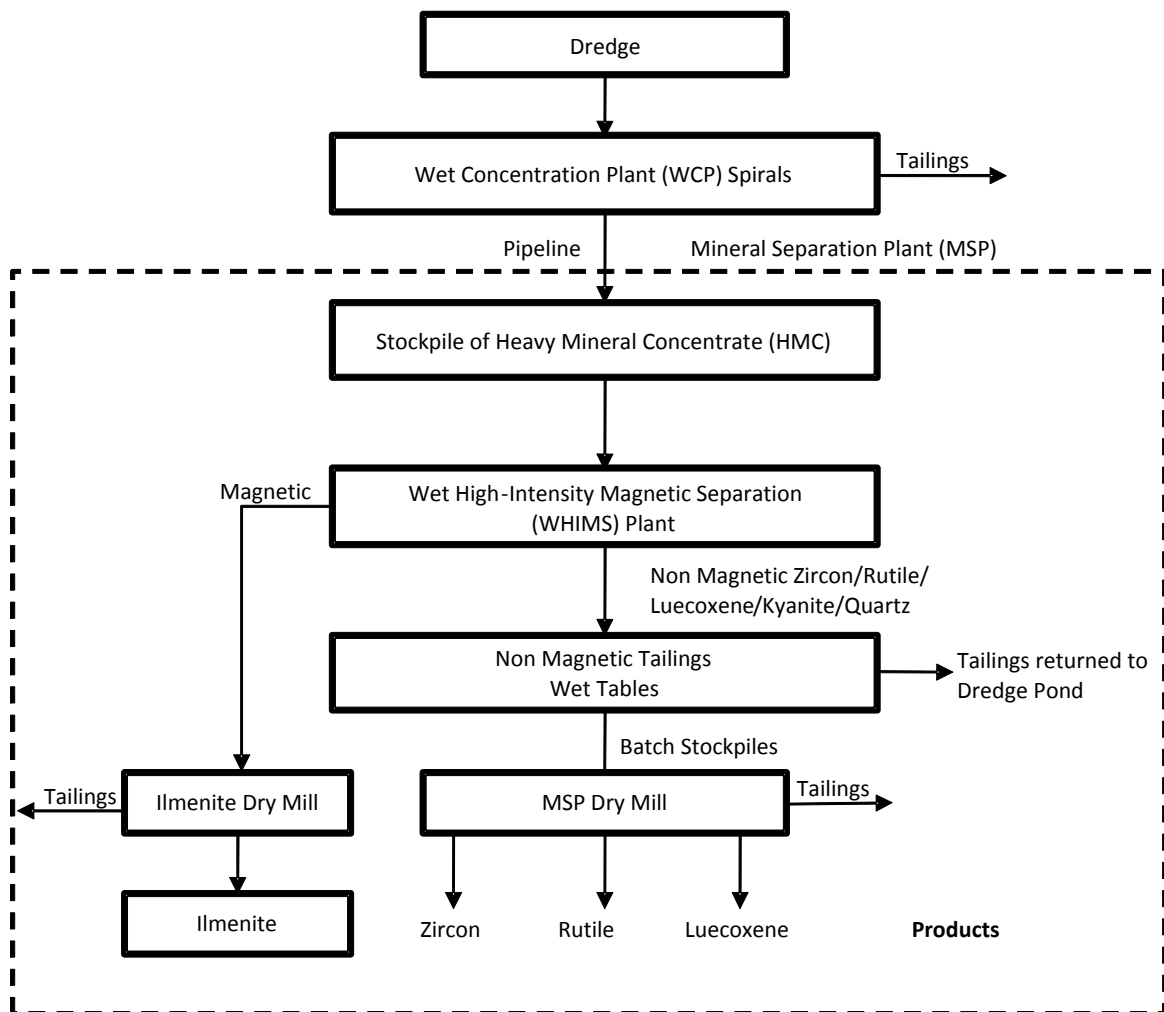 Dredge
Wet Concentration Plant (WCP) Spirals
Tailings
Pipeline
Mineral Separation Plant (MSP)
Stockpile of Heavy Mineral Concentrate (HMC)
Magnetic
Wet High-Intensity Magnetic Separation
(WHIMS) Plant
Non Magnetic Zircon/Rutile/
Luecoxene/Kyanite/Quartz
Non Magnetic Tailings
Wet Tables
Tailings returned to
Dredge Pond
Batch Stockpiles
Tailings
Ilmenite Dry Mill
MSP Dry Mill
Tailings
Ilmenite
Zircon
Rutile
Luecoxene
Products